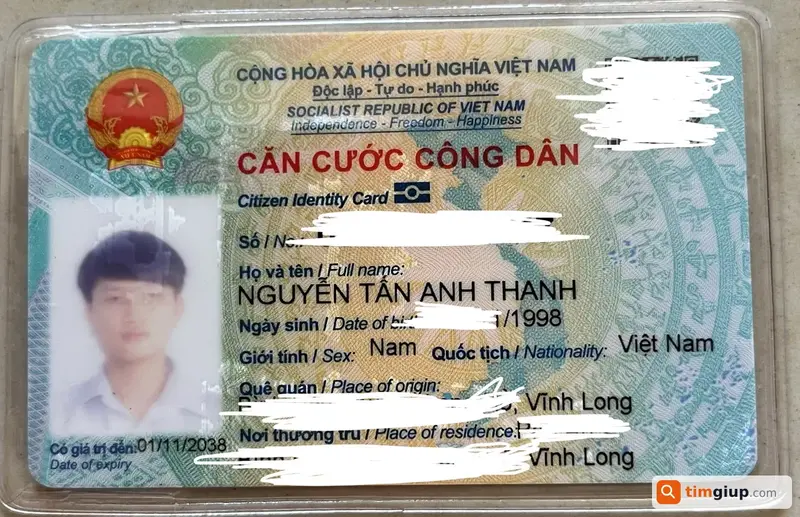 CỘNG HÒA XÃ HỘI CHỦ NGHĨA VIỆT NAM
Độc lập - Tự do - Hạnh phúc
SOCIALIST REPUBLIC OF VIET NAM
Independence - Freedom - Happiness
CĂN CƯỚC CÔNG DÂN
Citizen Identity Card
Số / No.:
Họ và tên / Full name:
NGUYỄN TẤN ANH THANH
Ngày sinh / Date of /1998
Giới tính / Sex: Nam Quốc tịch / Nationality: Việt Nam
Quê quán / Place of origin:
, Vĩnh Long
Nơi thường trú / Place of residence:
Vĩnh Long
Có giá trị đến: 01/11/2038
Date of expiry
VIỆT NAM
timgiup.com